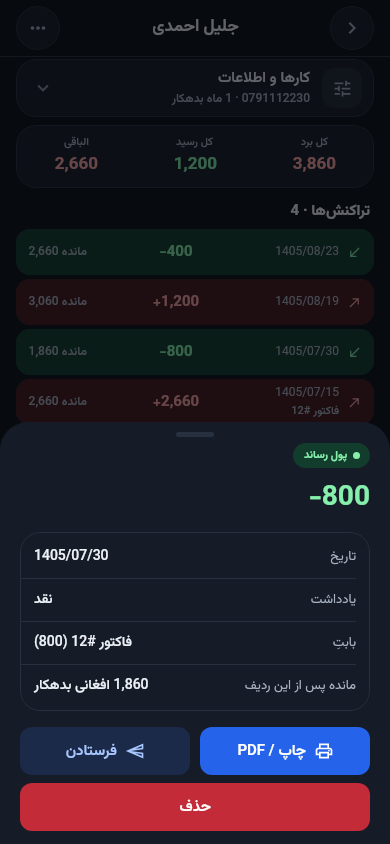 جلیل احمدی
کارها و اطلاعات
0791112230 · 1 ماه بدهکار
کل برد
کل رسید
الباقی
3,860
1,200
2,660
تراکنش‌ها · 4
1405/08/23
−400
مانده 2,660
1405/08/19
+1,200
مانده 3,060
1405/07/30
−800
مانده 1,860
1405/07/15
فاکتور #12
+2,660
مانده 2,660
پول رساند
−800
تاریخ
1405/07/30
یادداشت
نقد
بابتِ
فاکتور #12 (800)
مانده پس از این ردیف
1,860 افغانی بدهکار
چاپ / PDF
فرستادن
حذف